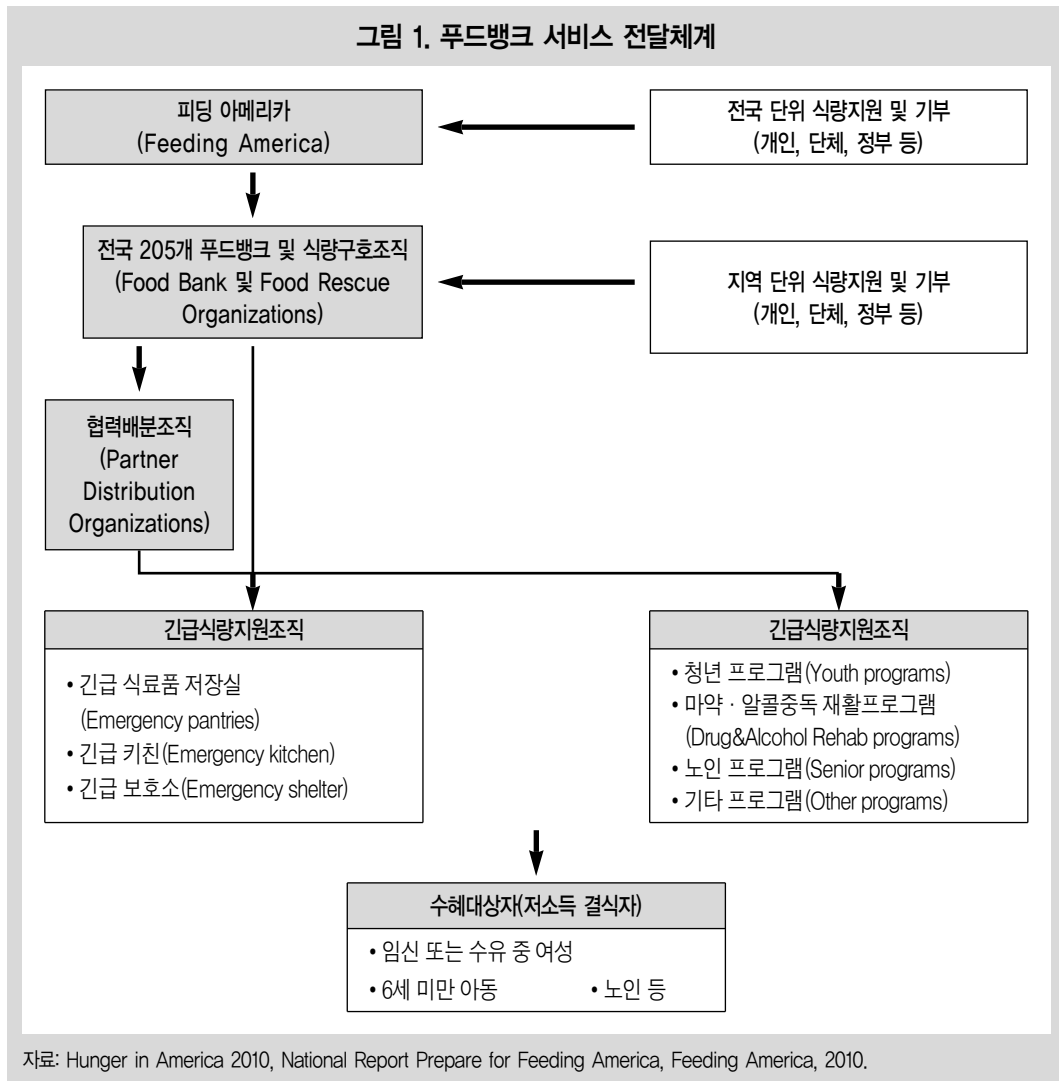 그림 1. 푸드뱅크 서비스 전달체계
피딩 아메리카
(Feeding America)
전국 단위 식량지원 및 기부
(개인, 단체, 정부 등)
전국 205개 푸드뱅크 및 식량구호조직
(Food Bank 및 Food Rescue
Organizations)
지역 단위 식량지원 및 기부
(개인, 단체, 정부 등)
협력배분조직
(Partner
Distribution
Organizations)
긴급식량지원조직
• 긴급 식료품 저장실
(Emergency pantries)
• 긴급 키친(Emergency kitchen)
• 긴급 보호소(Emergency shelter)
긴급식량지원조직
• 청년 프로그램(Youth programs)
• 마약 · 알콜중독 재활프로그램
(Drug&Alcohol Rehab programs)
• 노인 프로그램(Senior programs)
• 기타 프로그램(Other programs)
수혜대상자(저소득 결식자)
• 임신 또는 수유 중 여성
• 6세 미만 아동 • 노인 등
자료: Hunger in America 2010, National Report Prepare for Feeding America, Feeding America, 2010.